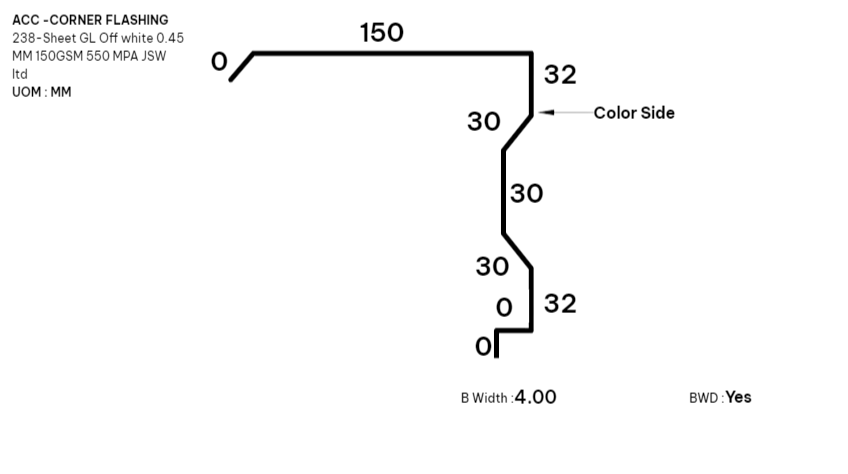 ACC -CORNER FLASHING
238-Sheet GL Off white 0.45
MM 150GSM 550 MPA JSW
ltd
UOM : MM
150
0
32
Color Side
30
30
30
0
32
0
B Width :4.00
BWD : Yes